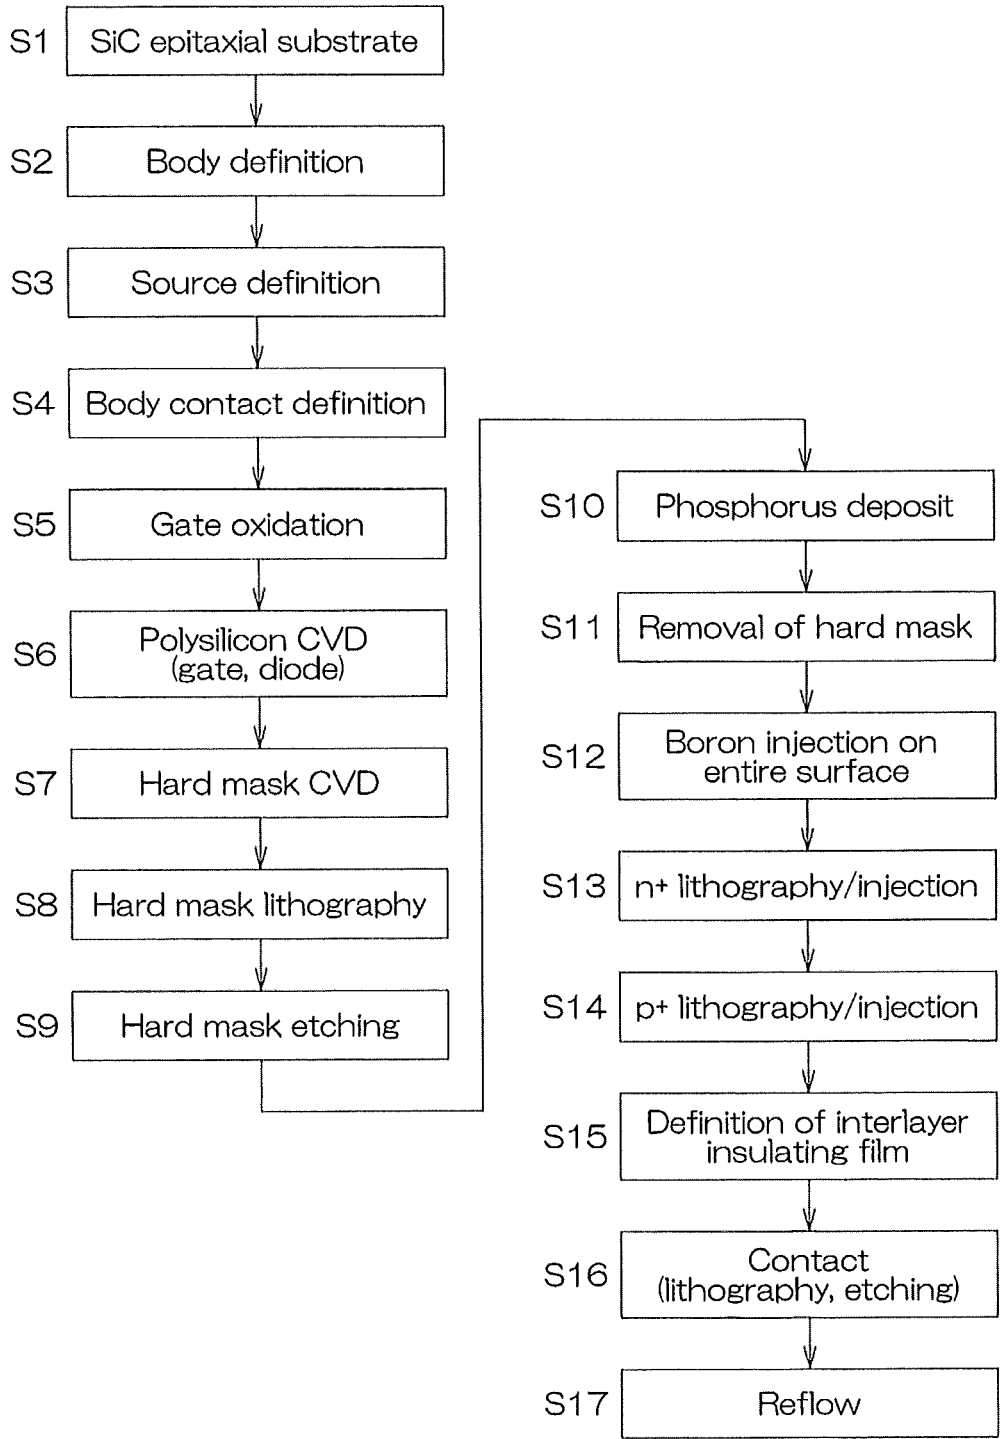 S1 SiC epitaxial substrate
S2 Body definition
S3 Source definition
S4 Body contact definition
S5 Gate oxidation
S6 Polysilicon CVD
(gate, diode)
S7 Hard mask CVD
S8 Hard mask lithography
S9 Hard mask etching
S10 Phosphorus deposit
S11 Removal of hard mask
S12 Boron injection on
entire surface
S13 n+ lithography/injection
S14 p+ lithography/injection
S15 Definition of interlayer
insulating film
S16 Contact
(lithography, etching)
S17 Reflow